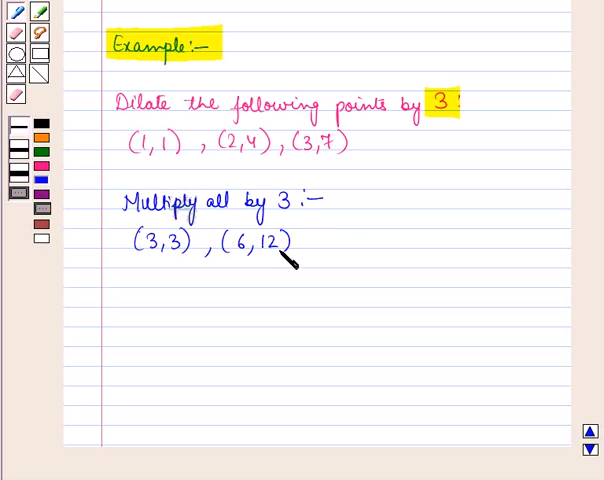 Example:-
Dilate the following points by 3:
(1,1) , (2,4) , (3,7)
Multiply all by 3:-
(3,3) , (6,12)